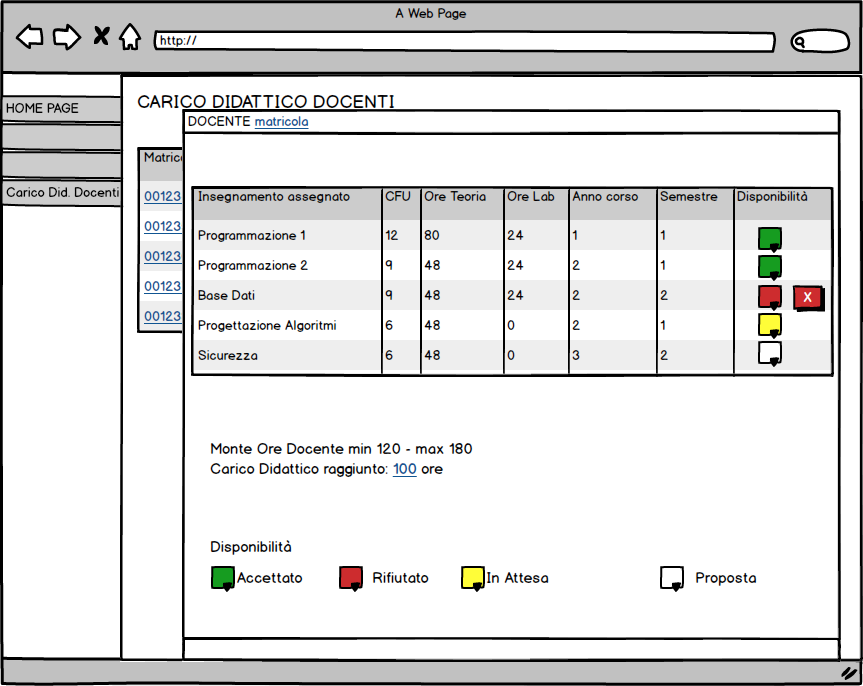 A Web Page
http://
HOME PAGE
Carico Did. Docenti
CARICO DIDATTICO DOCENTI
Matrico
00123
00123
00123
00123
00123
DOCENTE matricola
Insegnamento assegnato CFU Ore Teoria Ore Lab Anno corso Semestre Disponibilità
Programmazione 1 12 80 24 1 1
Programmazione 2 9 48 24 2 1
Base Dati 9 48 24 2 2 X
Progettazione Algoritmi 6 48 0 2 1
Sicurezza 6 48 0 3 2
Monte Ore Docente min 120 - max 180
Carico Didattico raggiunto: 100 ore
Disponibilità
Accettato Rifiutato In Attesa Proposta